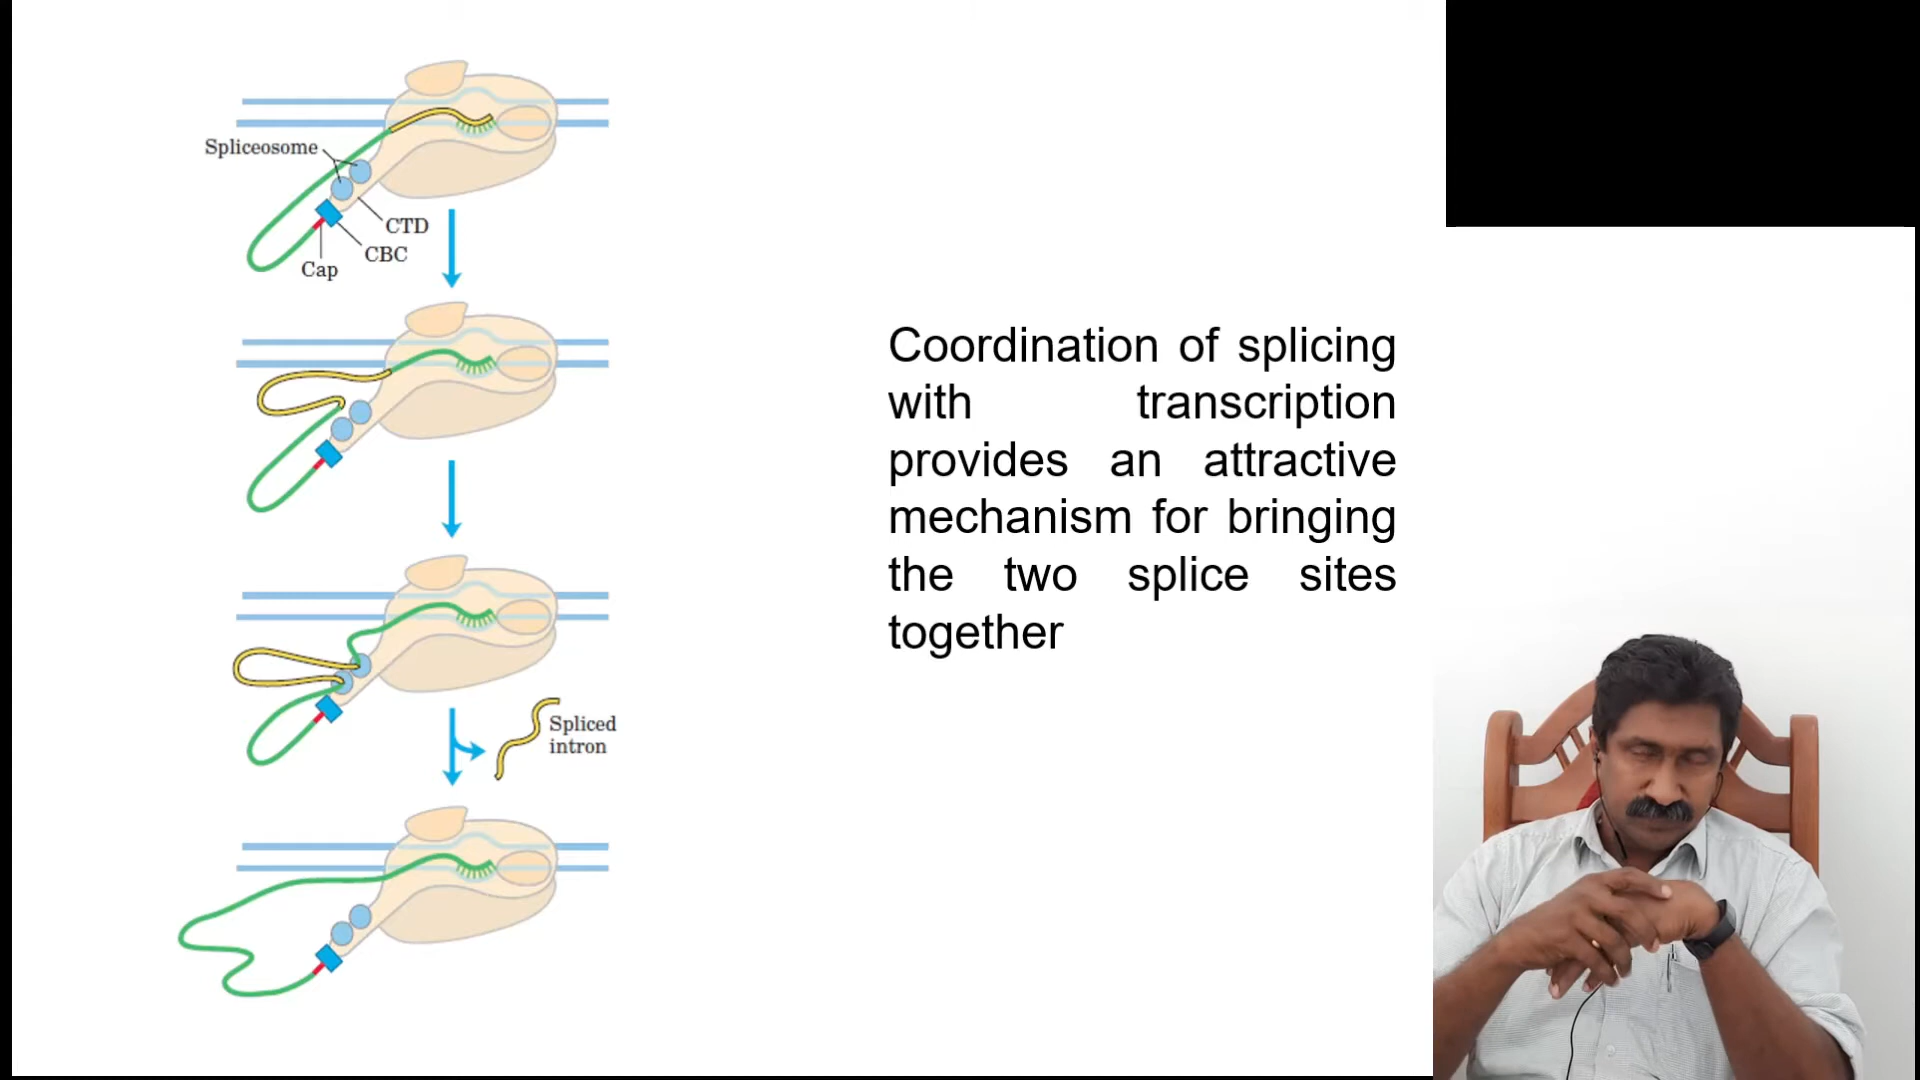 Spliceosome
CTD
CBC
Cap
Spliced
intron
Coordination of splicing
with transcription
provides an attractive
mechanism for bringing
the two splice sites
together